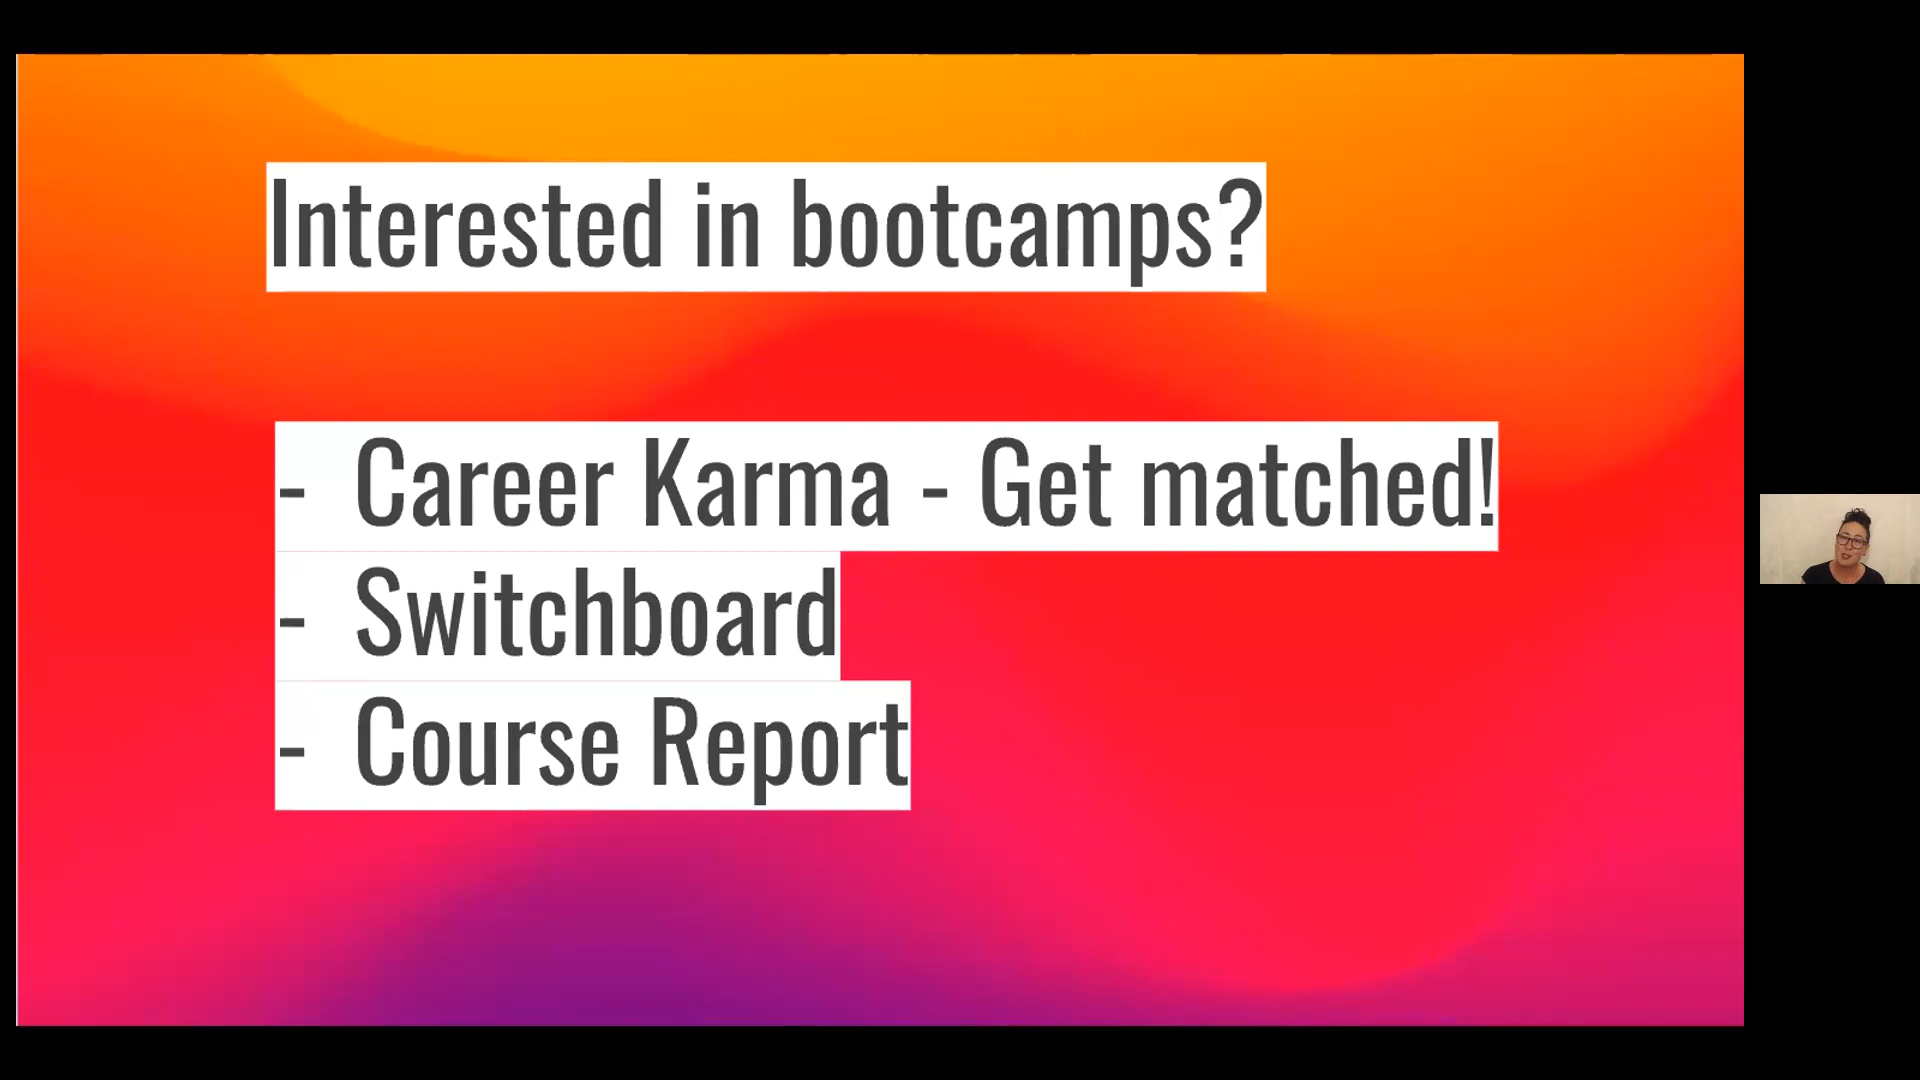 Interested in bootcamps?
- Career Karma - Get matched!
- Switchboard
- Course Report